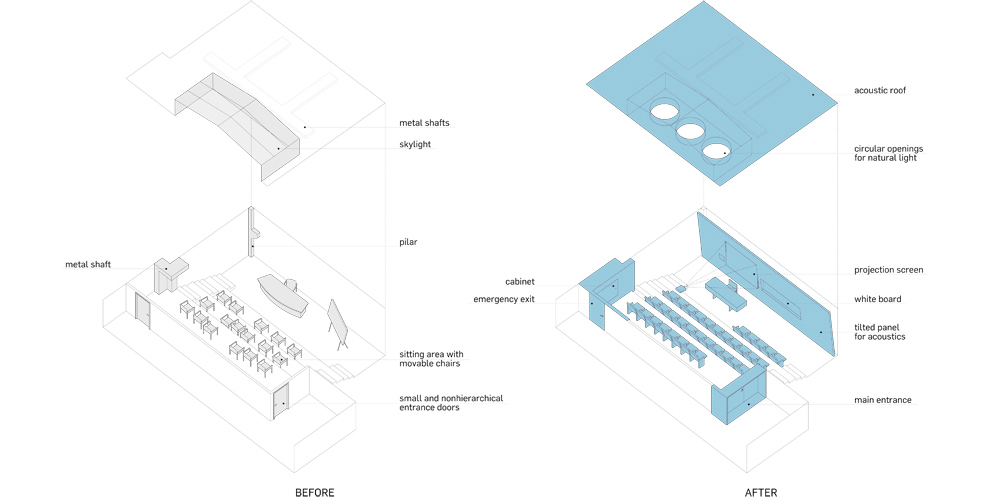 metal shafts
skylight
pilar
metal shaft
sitting area with
movable chairs
small and nonhierarchical
entrance doors
BEFORE
acoustic roof
circular openings
for natural light
projection screen
cabinet
emergency exit
white board
tilted panel
for acoustics
main entrance
AFTER